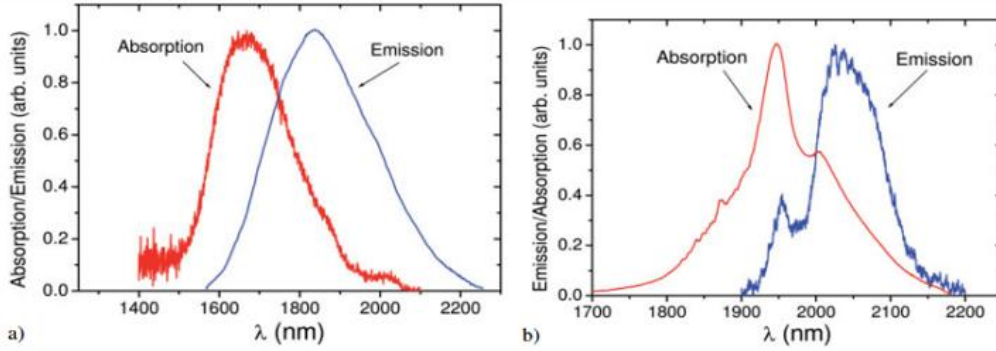 Absorption
Emission
Absorption/Emission (arb. units)
1.0
0.8
0.6
0.4
0.2
0.0
1400
1600
1800
2000
2200
λ (nm)
a)
Absorption
Emission
Emission/Absorption (arb. units)
1.0
0.8
0.6
0.4
0.2
0.0
1700
1800
1900
2000
2100
2200
λ (nm)
b)